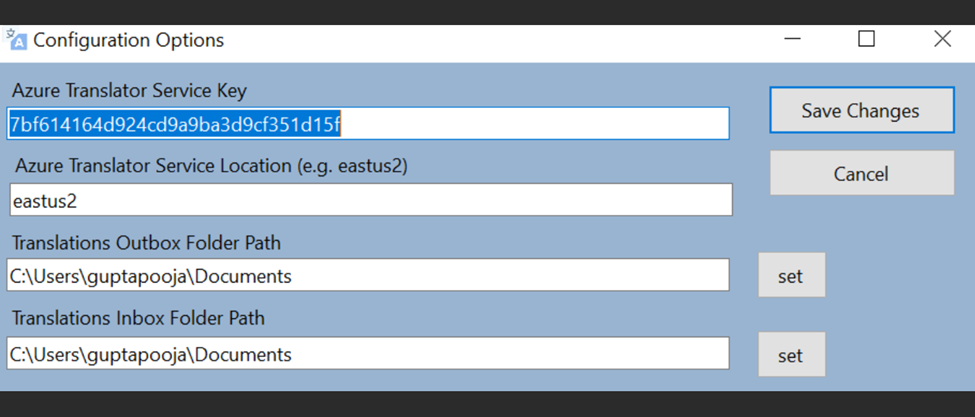 Configuration Options
Azure Translator Service Key
7bf614164d924cd9a9ba3d9cf351d15f
Save Changes
Azure Translator Service Location (e.g. eastus2)
Cancel
eastus2
Translations Outbox Folder Path
C:\Users\guptapooja\Documents
set
Translations Inbox Folder Path
C:\Users\guptapooja\Documents
set